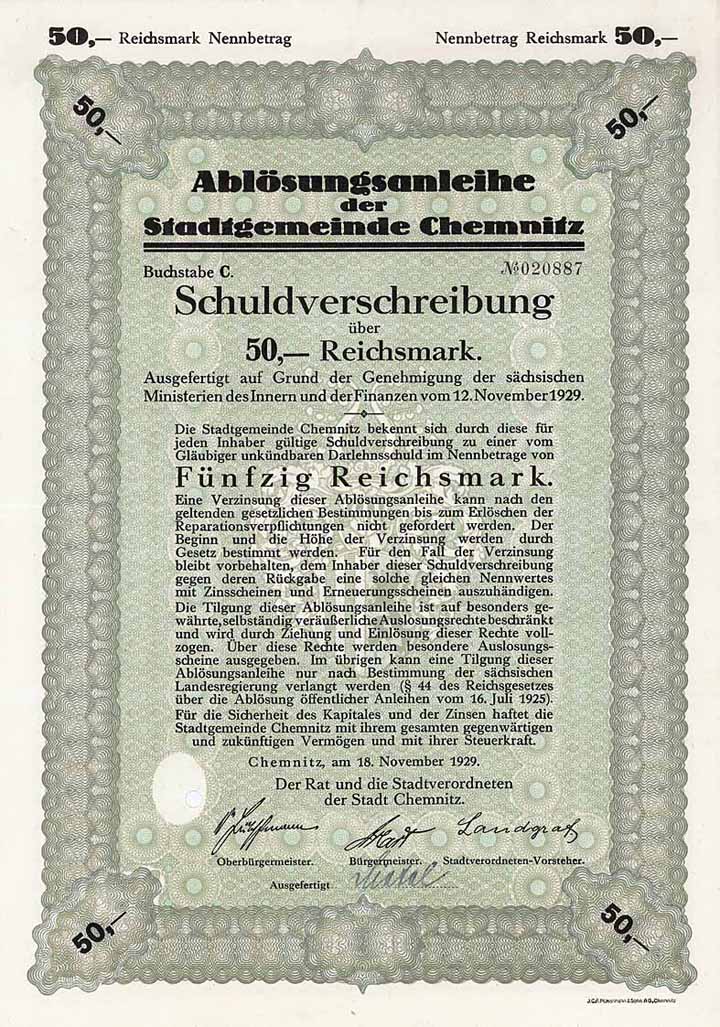 50,— Reichsmark Nennbetrag
Nennbetrag Reichsmark 50,—
50,—
50,—
Ablösungsanleihe
der
Stadtgemeinde Chemnitz
Buchstabe C.
№ 020887
Schuldverschreibung
über
50,— Reichsmark.
Ausgefertigt auf Grund der Genehmigung der sächsischen
Ministerien des Innern und der Finanzen vom 12. November 1929.
Die Stadtgemeinde Chemnitz bekennt sich durch diese für
jeden Inhaber gültige Schuldverschreibung zu einer vom
Gläubiger unkündbaren Darlehnsschuld im Nennbetrage von
Fünfzig Reichsmark.
Eine Verzinsung dieser Ablösungsanleihe kann nach den
geltenden gesetzlichen Bestimmungen bis zum Erlöschen der
Reparationsverpflichtungen nicht gefordert werden. Der
Beginn und die Höhe der Verzinsung werden durch
Gesetz bestimmt werden. Für den Fall der Verzinsung
bleibt vorbehalten, dem Inhaber dieser Schuldverschreibung
gegen deren Rückgabe eine solche gleichen Nennwertes
mit Zinsscheinen und Erneuerungsscheinen auszuhändigen.
Die Tilgung dieser Ablösungsanleihe ist auf besonders ge-
währte, selbständig veräußerliche Auslosungsrechte beschränkt
und wird durch Ziehung und Einlösung dieser Rechte voll-
zogen. Über diese Rechte werden besondere Auslosungs-
scheine ausgegeben. Im übrigen kann eine Tilgung dieser
Ablösungsanleihe nur nach Bestimmung der sächsischen
Landesregierung verlangt werden (§ 44 des Reichsgesetzes
über die Ablösung öffentlicher Anleihen vom 16. Juli 1925).
Für die Sicherheit des Kapitales und der Zinsen haftet die
Stadtgemeinde Chemnitz mit ihrem gesamten gegenwärtigen
und zukünftigen Vermögen und mit ihrer Steuerkraft.
Chemnitz, am 18. November 1929.
Der Rat und die Stadtverordneten
der Stadt Chemnitz.
Landgraf
Oberbürgermeister. Bürgermeister. Stadtverordneten-Vorsteher.
Ausgefertigt
50,—
50,—